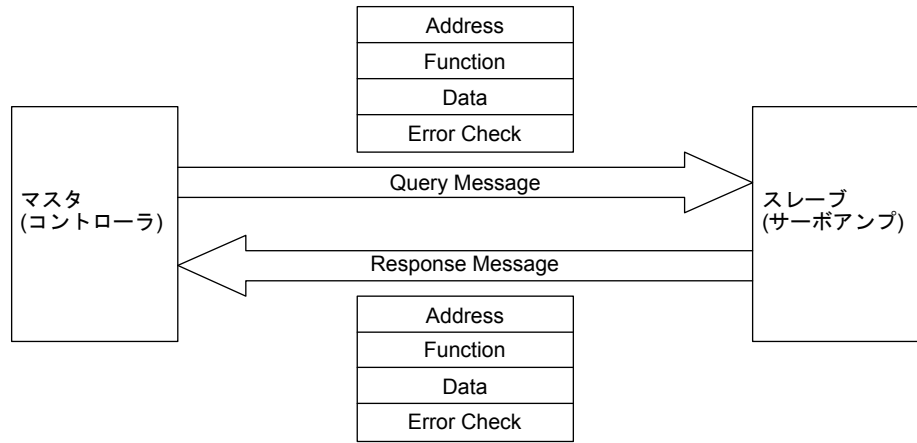 Address
Function
Data
Error Check
マスタ
(コントローラ)
Query Message
スレーブ
(サーボアンプ)
Response Message
Address
Function
Data
Error Check